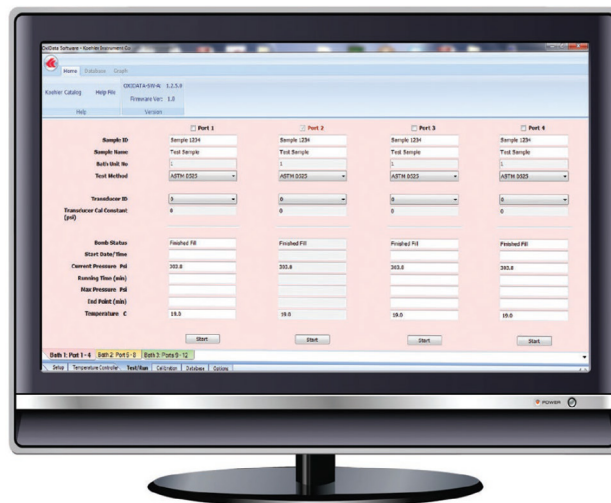 OxiData Software - Koehler Instrument Co
Home Database Graph
Koehler Catalog Help File OXIDATA-SW-A: 1.2.5.0
Firmware Ver: 1.0
Help Version
Port 1 Port 2 Port 3 Port 4
Sample ID Sample 1234 Sample 1234 Sample 1234 Sample 1234
Sample Name Test Sample Test Sample Test Sample Test Sample
Bath Unit No 1 1 1 1
Test Method ASTM D525 ASTM D525 ASTM D525 ASTM D525
Transducer ID 0 0 0 0
Transducer Cal Constant 0 0 0 0
(psi)
Bomb Status Finished Fill Finished Fill Finished Fill Finished Fill
Start Date/Time
Current Pressure Psi 303.8 303.8 303.8 303.8
Running Time (min)
Max Pressure Psi
End Point (min)
Temperature C 19.0 19.0 19.0 19.0
Start Start Start Start
Bath 1: Port 1 - 4 Bath 2: Port 5 - 8 Bath 3: Ports 9 - 12
Setup Temperature Controller Test/Run Calibration Database Options
POWER